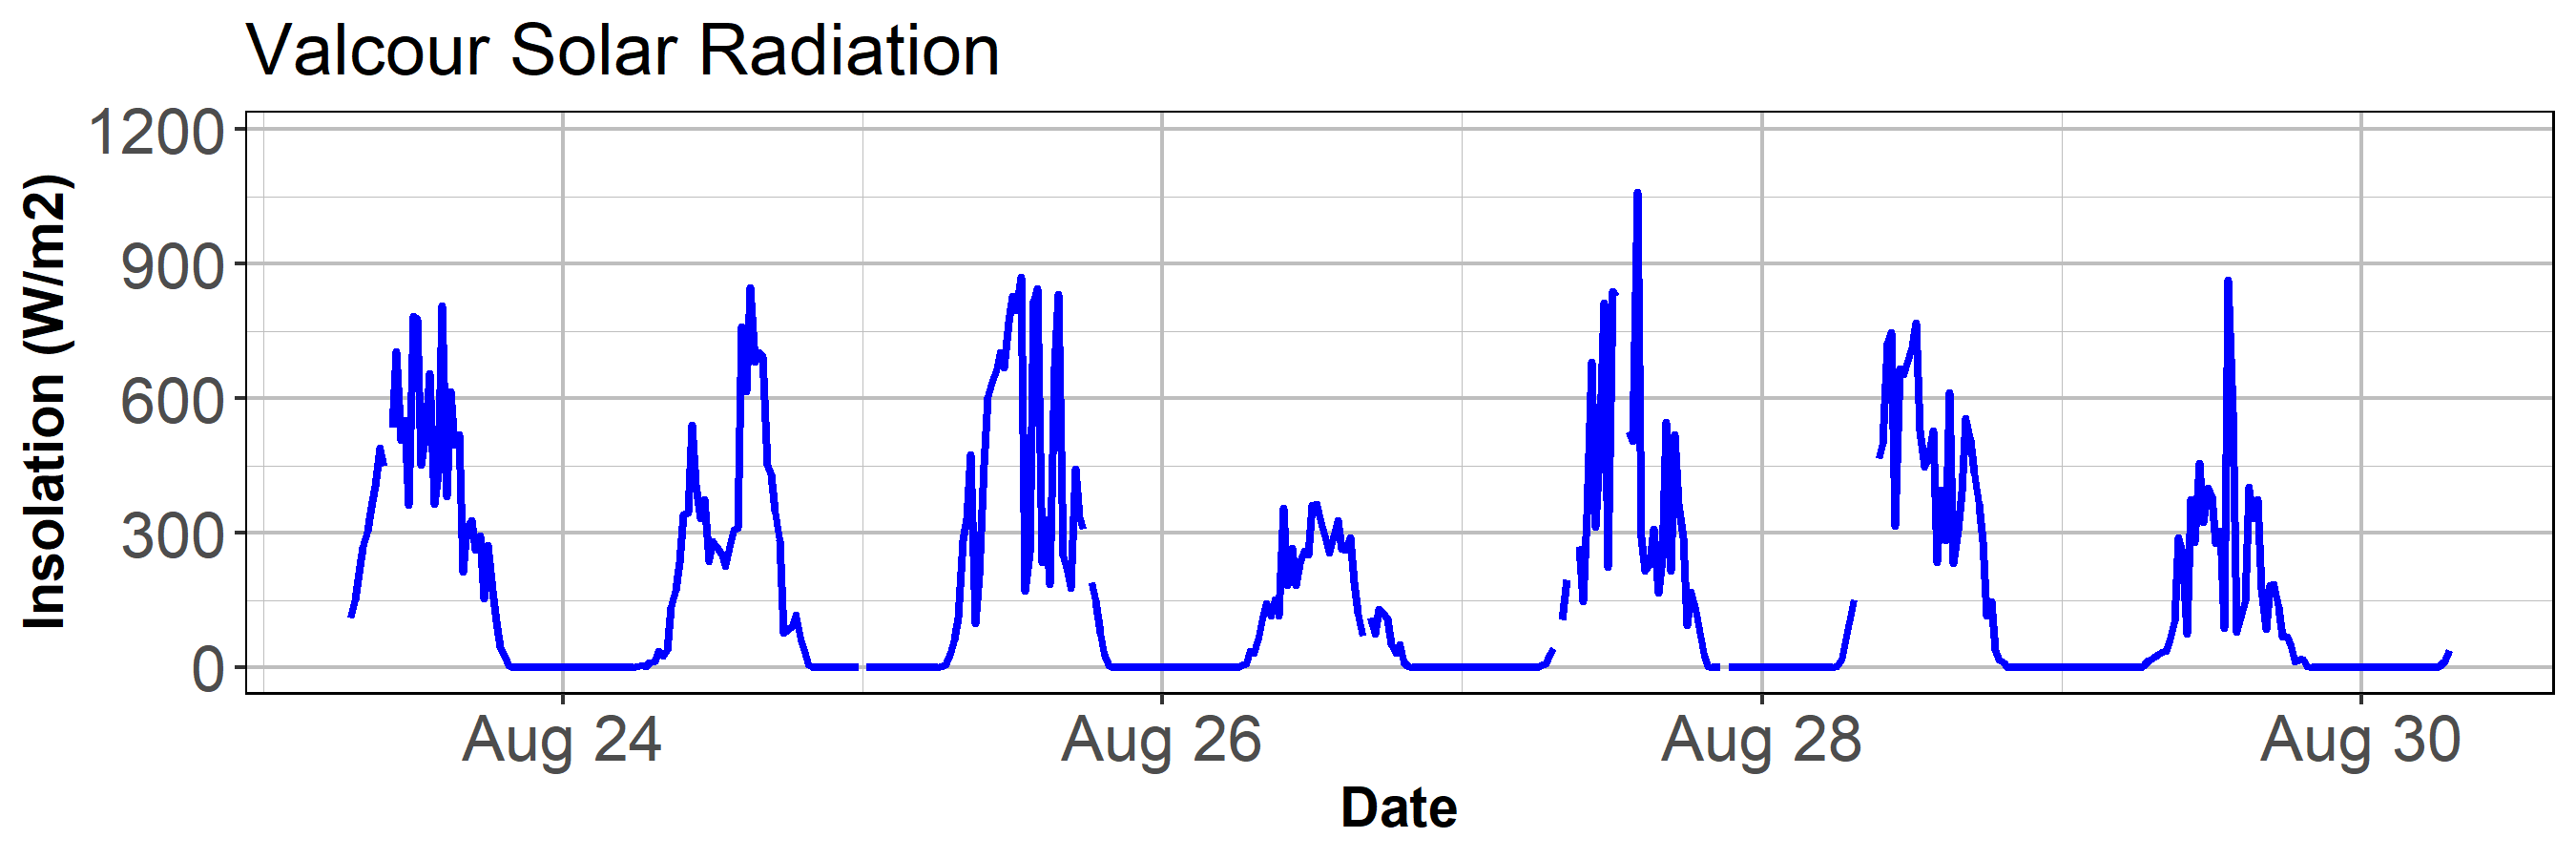 Valcour Solar Radiation
1200
900
600
300
0
Insolation (W/m2)
Aug 24
Aug 26
Aug 28
Aug 30
Date